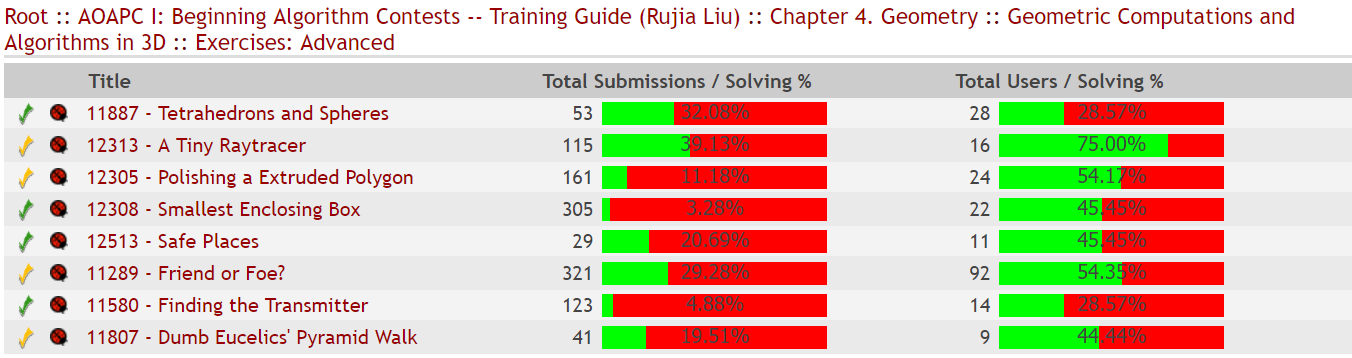 Root :: AOAPC I: Beginning Algorithm Contests -- Training Guide (Rujia Liu) :: Chapter 4. Geometry :: Geometric Computations and
Algorithms in 3D :: Exercises: Advanced
Title Total Submissions / Solving % Total Users / Solving %
11887 - Tetrahedrons and Spheres 53 32.08% 28 28.57%
12313 - A Tiny Raytracer 115 39.13% 16 75.00%
12305 - Polishing a Extruded Polygon 161 11.18% 24 54.17%
12308 - Smallest Enclosing Box 305 3.28% 22 45.45%
12513 - Safe Places 29 20.69% 11 45.45%
11289 - Friend or Foe? 321 29.28% 92 54.35%
11580 - Finding the Transmitter 123 4.88% 14 28.57%
11807 - Dumb Eucelics' Pyramid Walk 41 19.51% 9 44.44%